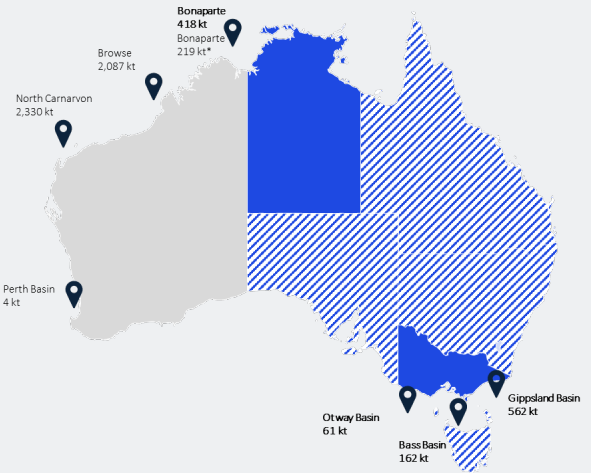 Bonaparte
418 kt
Bonaparte
219 kt*
Browse
2,087 kt
North Carnarvon
2,330 kt
Perth Basin
4 kt
Gippsland Basin
562 kt
Otway Basin
61 kt
Bass Basin
162 kt